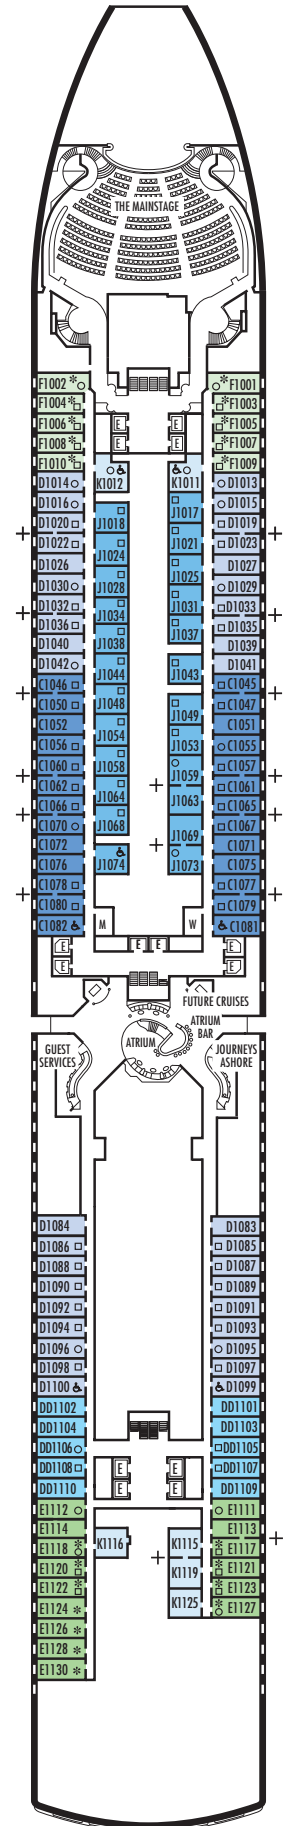 THE MAINSTAGE
E E
E E
F1002 F1001
F1004 F1003
F1006 F1005
F1008 F1007
F1010 F1009
K1012 K1011
D1014 D1013
D1016 D1015
D1020 D1019
D1022 D1023
D1026 D1027
D1030 D1029
D1032 D1033
D1036 D1035
D1040 D1039
D1042 D1041
J1018 J1017
J1024 J1021
J1028 J1025
J1034 J1031
J1038 J1037
J1044 J1043
J1048 J1049
J1054 J1053
J1058 J1059
J1064 J1063
J1068 J1069
J1074 J1073
C1046 C1045
C1050 C1047
C1052 C1051
C1056 C1055
C1060 C1057
C1062 C1061
C1066 C1065
C1070 C1067
C1072 C1071
C1076 C1075
C1078 C1077
C1080 C1079
C1082 C1081
M W
E E E E
E E
FUTURE CRUISES
ATRIUM
BAR
ATRIUM
GUEST
SERVICES
JOURNEYS
ASHORE
D1084 D1083
D1086 D1085
D1088 D1087
D1090 D1089
D1092 D1091
D1094 D1093
D1096 D1095
D1098 D1097
D1100 D1099
DD1102 DD1101
DD1104 DD1103
DD1106 DD1105
DD1108 DD1107
DD1110 DD1109
E E
E E
E1112 E1111
E1114 E1113
E1118 K1116 K1115 E1117
E1120 K1119 E1121
E1122 E1123
E1124 K1125 E1127
E1126
E1128
E1130